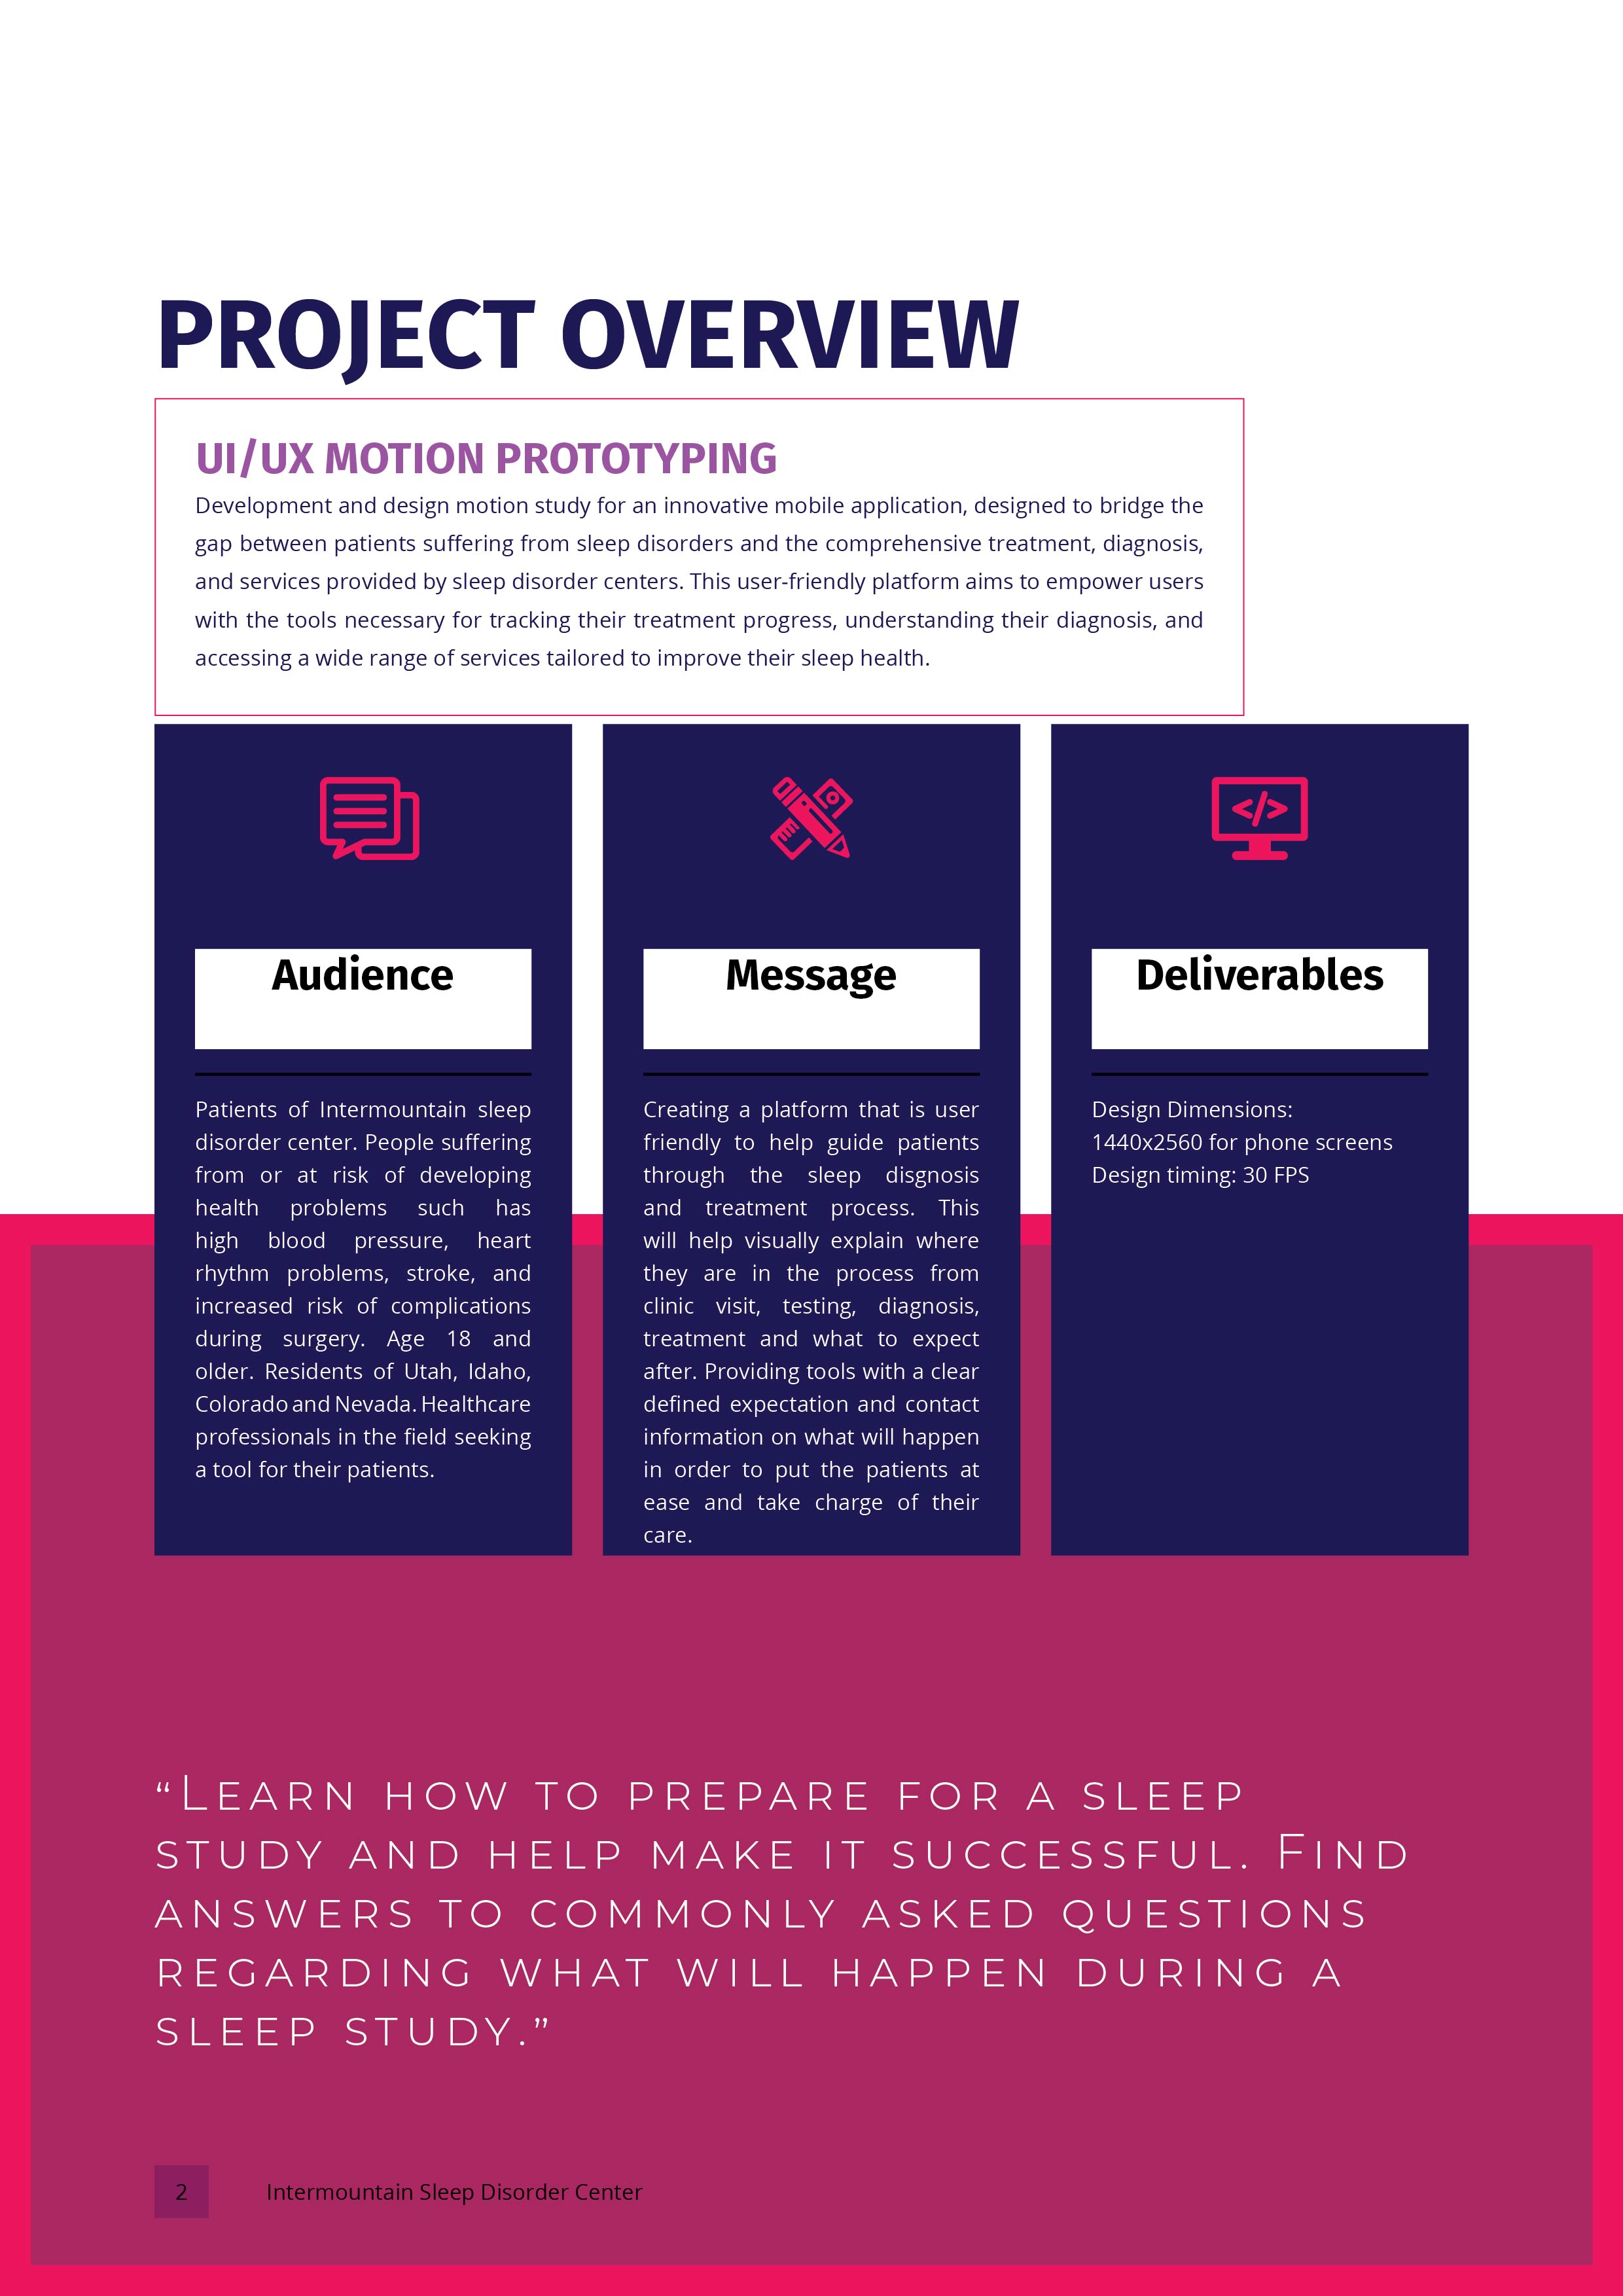 PROJECT OVERVIEW
UI/UX MOTION PROTOTYPING
Development and design motion study for an innovative mobile application, designed to bridge the
gap between patients suffering from sleep disorders and the comprehensive treatment, diagnosis,
and services provided by sleep disorder centers. This user-friendly platform aims to empower users
with the tools necessary for tracking their treatment progress, understanding their diagnosis, and
accessing a wide range of services tailored to improve their sleep health.
Audience
Patients of Intermountain sleep
disorder center. People suffering
from or at risk of developing
health problems such has
high blood pressure, heart
rhythm problems, stroke, and
increased risk of complications
during surgery. Age 18 and
older. Residents of Utah, Idaho,
Colorado and Nevada. Healthcare
professionals in the field seeking
a tool for their patients.
Message
Creating a platform that is user
friendly to help guide patients
through the sleep disgnosis
and treatment process. This
will help visually explain where
they are in the process from
clinic visit, testing, diagnosis,
treatment and what to expect
after. Providing tools with a clear
defined expectation and contact
information on what will happen
in order to put the patients at
ease and take charge of their
care.
Deliverables
Design Dimensions:
1440x2560 for phone screens
Design timing: 30 FPS
“Learn how to prepare for a sleep
study and help make it successful. Find
answers to commonly asked questions
regarding what will happen during a
sleep study.”
2 Intermountain Sleep Disorder Center